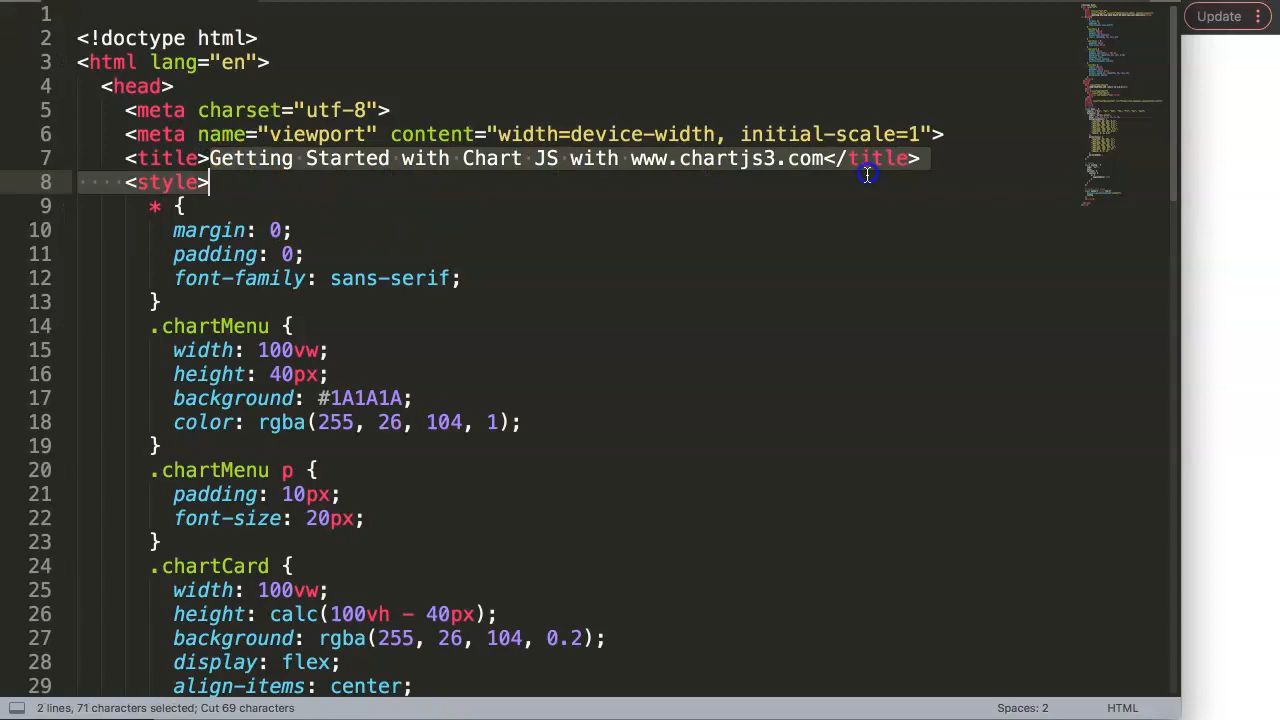 Update
1
2 <!doctype html>
3 <html lang="en">
4 <head>
5 <meta charset="utf-8">
6 <meta name="viewport" content="width=device-width, initial-scale=1">
7 <title>Getting Started with Chart JS with www.chartjs3.com</title>
8 <style>
9 * {
10 margin: 0;
11 padding: 0;
12 font-family: sans-serif;
13 }
14 .chartMenu {
15 width: 100vw;
16 height: 40px;
17 background: #1A1A1A;
18 color: rgba(255, 26, 104, 1);
19 }
20 .chartMenu p {
21 padding: 10px;
22 font-size: 20px;
23 }
24 .chartCard {
25 width: 100vw;
26 height: calc(100vh - 40px);
27 background: rgba(255, 26, 104, 0.2);
28 display: flex;
29 align-items: center;
2 lines, 71 characters selected; Cut 69 characters
Spaces: 2
HTML